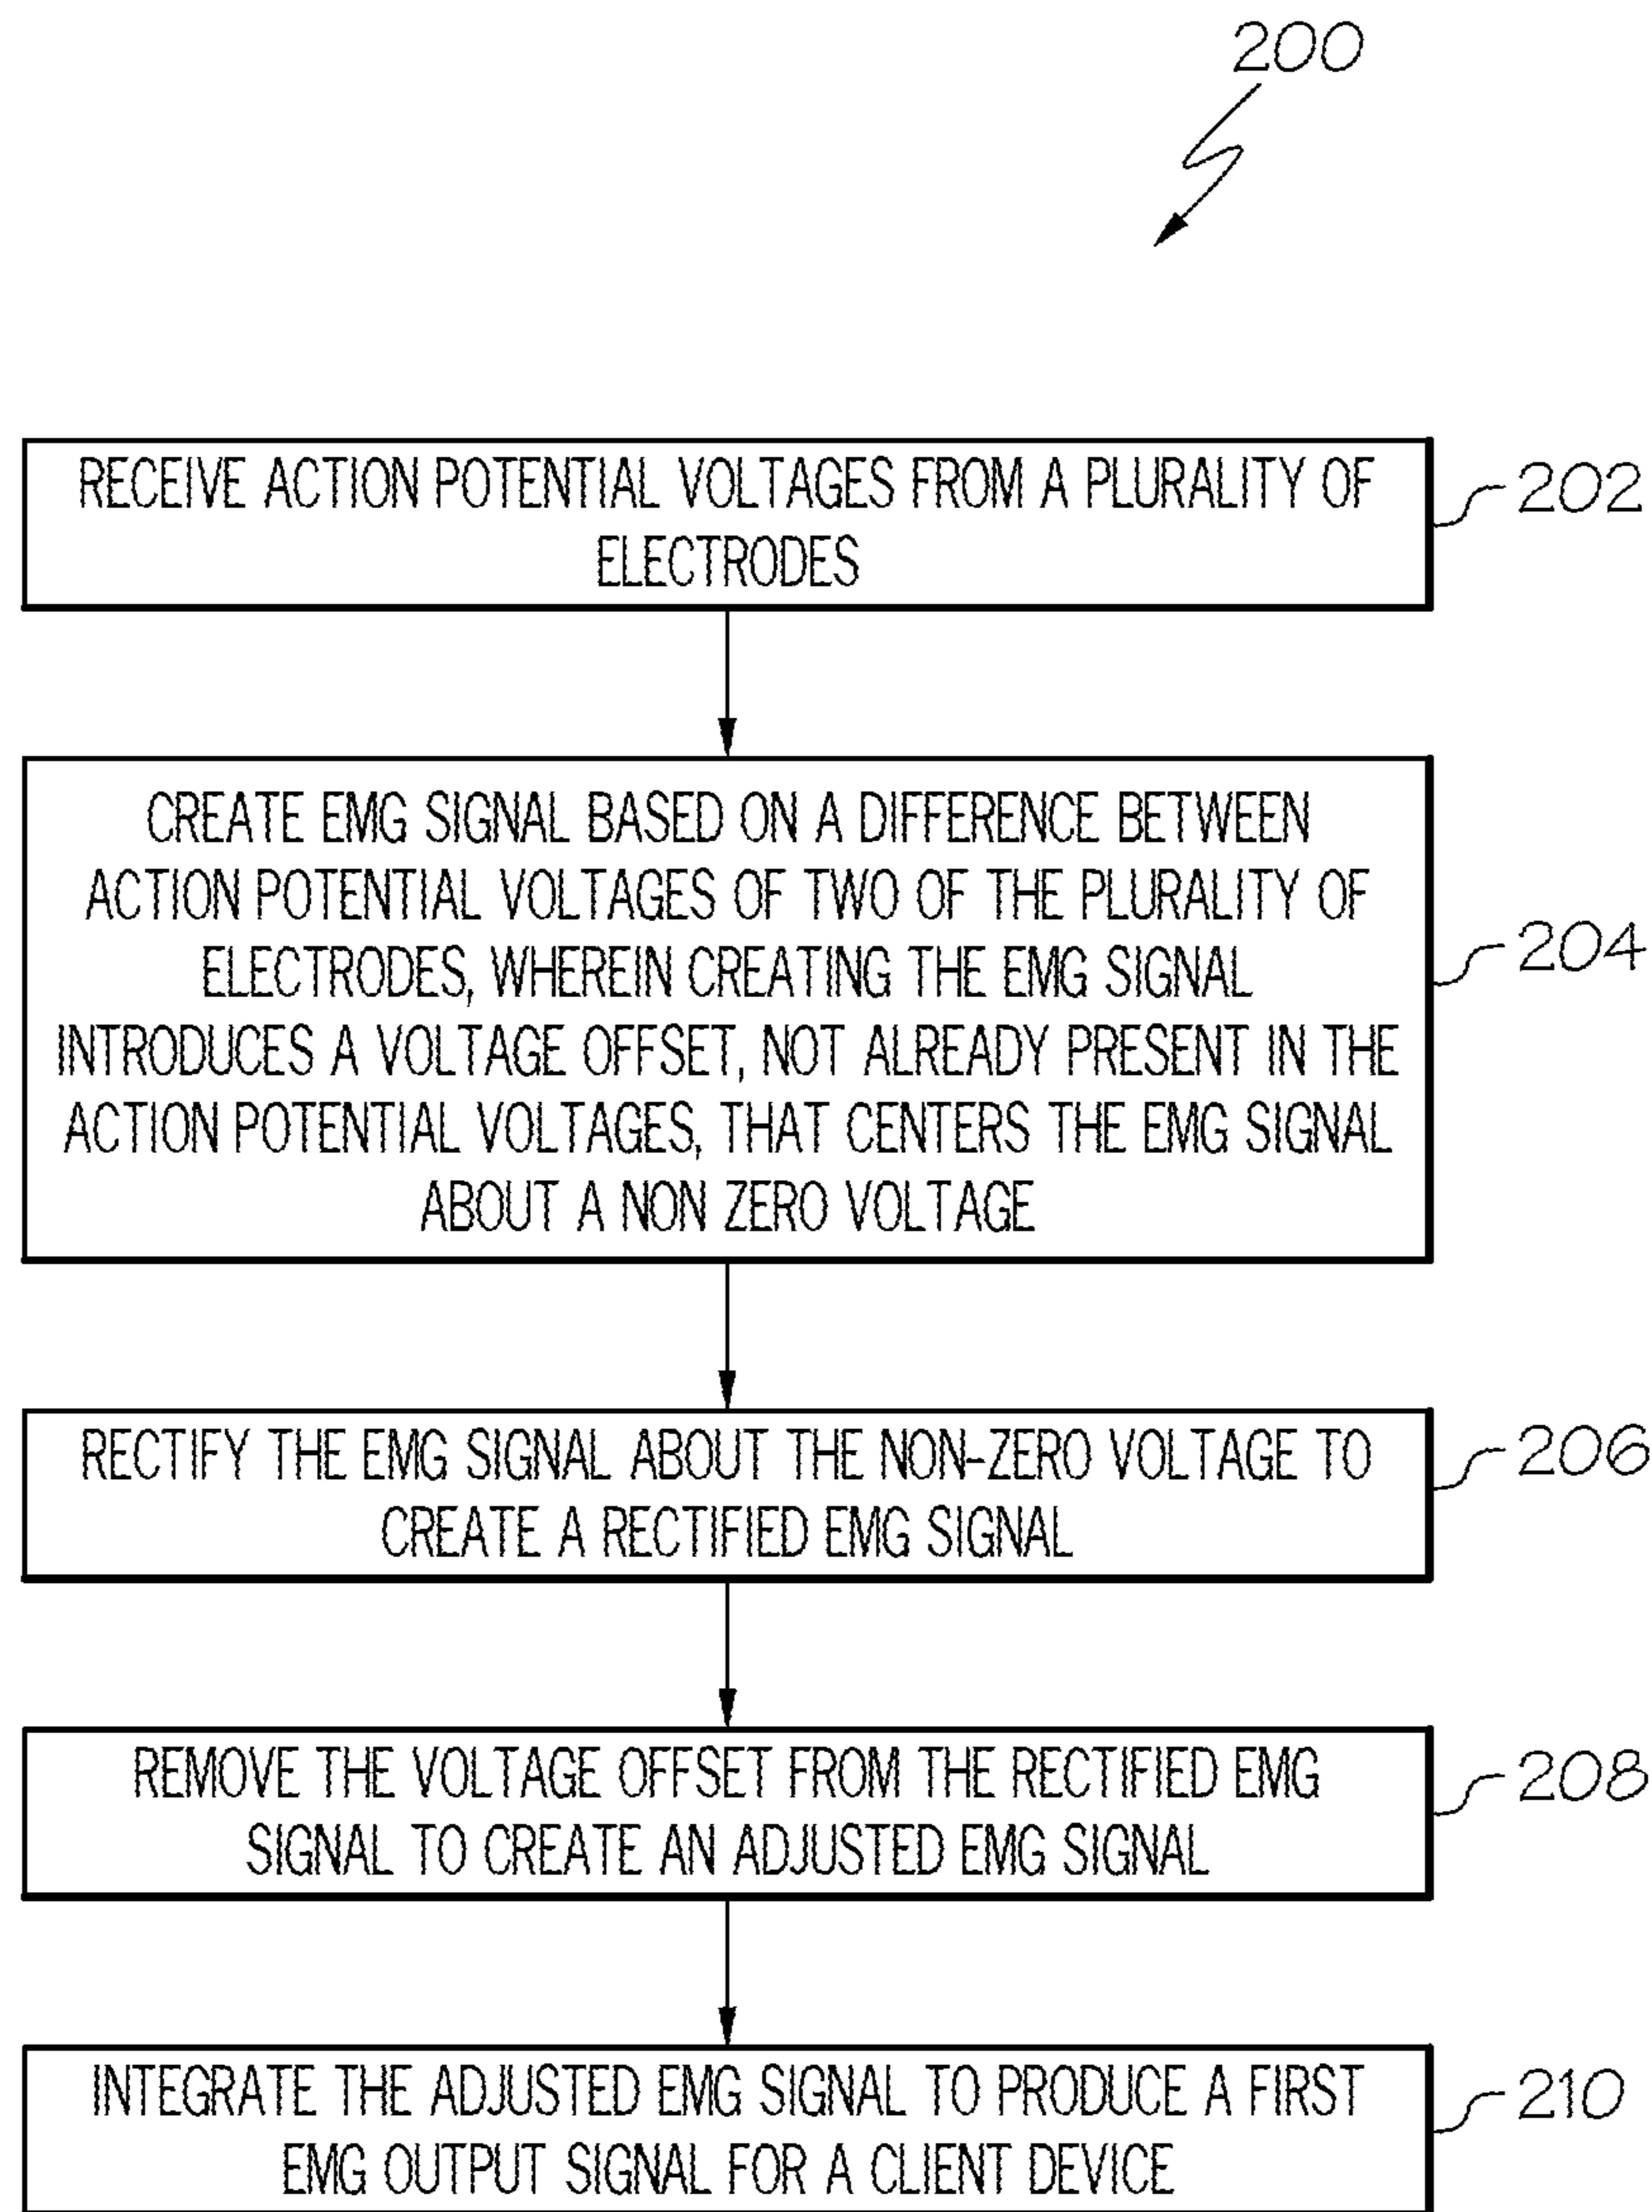 200
RECEIVE ACTION POTENTIAL VOLTAGES FROM A PLURALITY OF
ELECTRODES
202
CREATE EMG SIGNAL BASED ON A DIFFERENCE BETWEEN
ACTION POTENTIAL VOLTAGES OF TWO OF THE PLURALITY OF
ELECTRODES, WHEREIN CREATING THE EMG SIGNAL
INTRODUCES A VOLTAGE OFFSET, NOT ALREADY PRESENT IN THE
ACTION POTENTIAL VOLTAGES, THAT CENTERS THE EMG SIGNAL
ABOUT A NON ZERO VOLTAGE
204
RECTIFY THE EMG SIGNAL ABOUT THE NON-ZERO VOLTAGE TO
CREATE A RECTIFIED EMG SIGNAL
206
REMOVE THE VOLTAGE OFFSET FROM THE RECTIFIED EMG
SIGNAL TO CREATE AN ADJUSTED EMG SIGNAL
208
INTEGRATE THE ADJUSTED EMG SIGNAL TO PRODUCE A FIRST
EMG OUTPUT SIGNAL FOR A CLIENT DEVICE
210